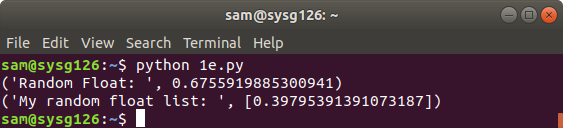 sam@sysg126: ~
File Edit View Search Terminal Help
sam@sysg126:~$ python 1e.py
('Random Float: ', 0.6755919885300941)
('My random float list: ', [0.39795391391073187])
sam@sysg126:~$